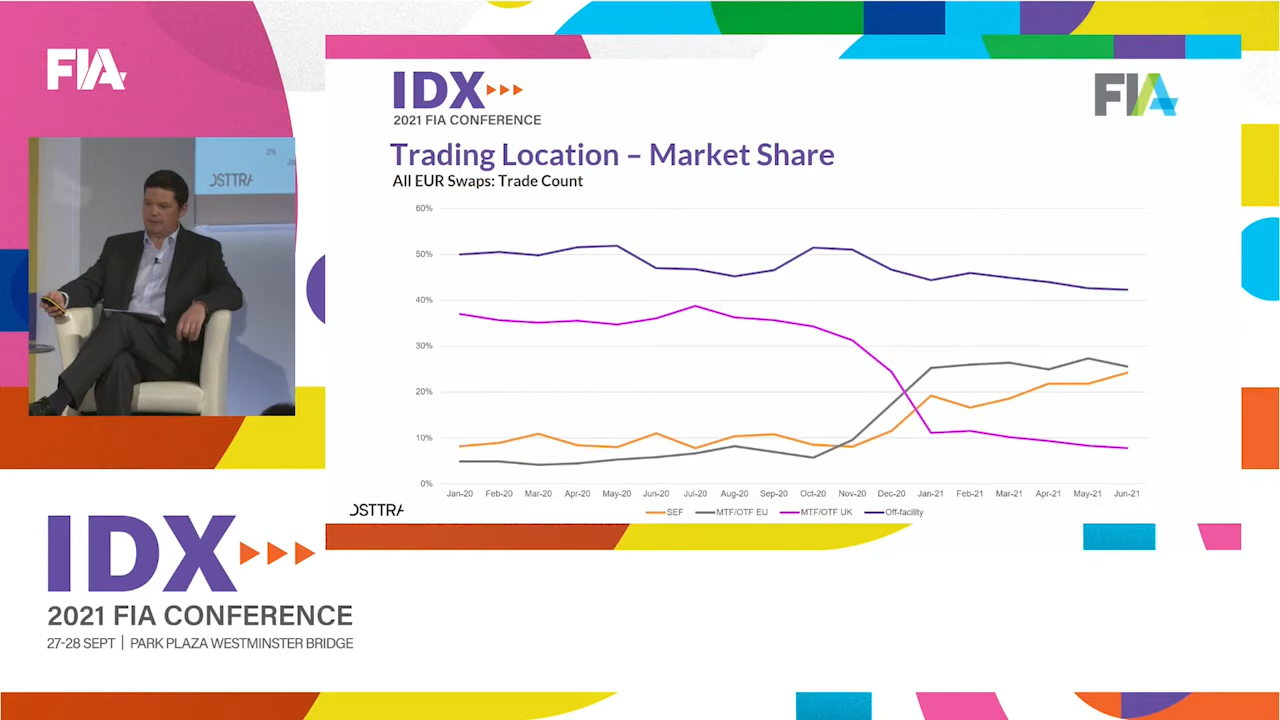 FIA
IDX
2021 FIA CONFERENCE
FIA
Trading Location – Market Share
All EUR Swaps: Trade Count
60%
50%
40%
30%
20%
10%
0%
Jan-20 Feb-20 Mar-20 Apr-20 May-20 Jun-20 Jul-20 Aug-20 Sep-20 Oct-20 Nov-20 Dec-20 Jan-21 Feb-21 Mar-21 Apr-21 May-21 Jun-21
SEF MTF/OTF EU MTF/OTF UK Off-facility
OSTTRA
0%
OSTTRA
IDX
2021 FIA CONFERENCE
27-28 SEPT | PARK PLAZA WESTMINSTER BRIDGE